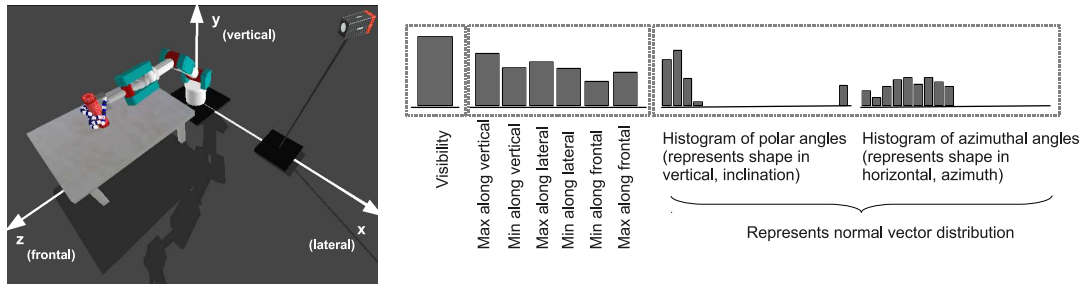 y
(vertical)
x
(lateral)
z
(frontal)
Visibility
Max along vertical
Min along vertical
Max along lateral
Min along lateral
Min along frontal
Max along frontal
Histogram of polar angles
(represents shape in
vertical, inclination)
Histogram of azimuthal angles
(represents shape in
horizontal, azimuth)
Represents normal vector distribution